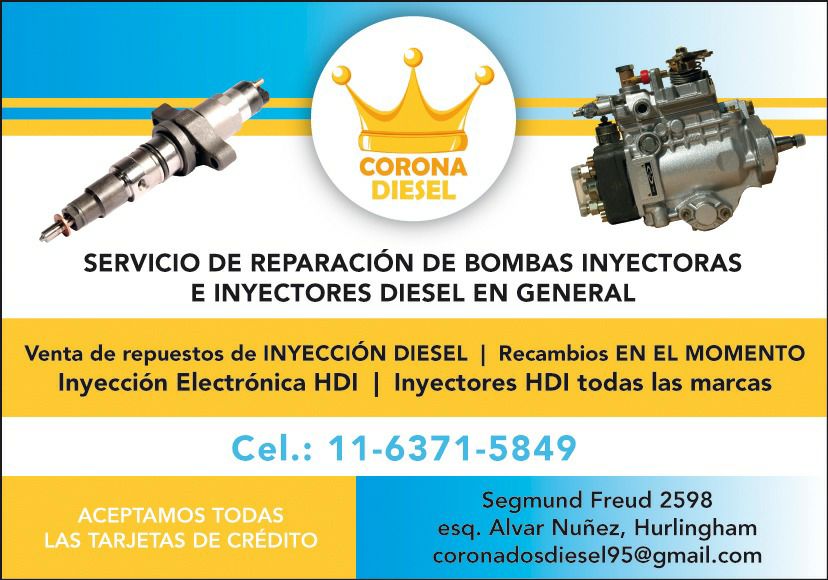 CORONA
DIESEL
SERVICIO DE REPARACIÓN DE BOMBAS INYECTORAS
E INYECTORES DIESEL EN GENERAL
Venta de repuestos de INYECCIÓN DIESEL | Recambios EN EL MOMENTO
Inyección Electrónica HDI | Inyectores HDI todas las marcas
Cel.: 11-6371-5849
ACEPTAMOS TODAS
LAS TARJETAS DE CRÉDITO
Segmund Freud 2598
esq. Alvar Nuñez, Hurlingham
coronadosdiesel95@gmail.com